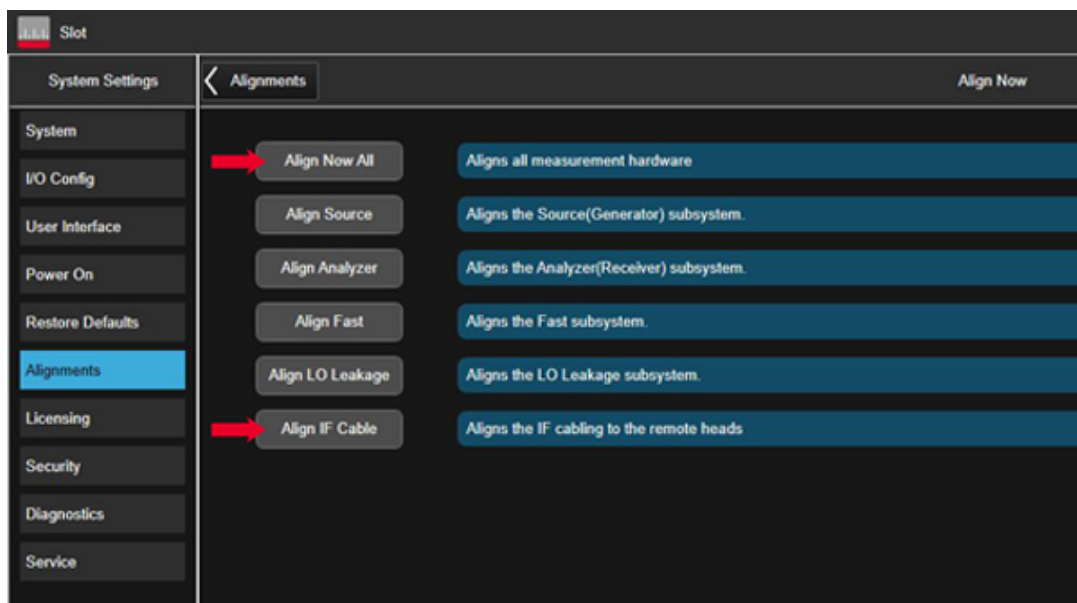 Slot
System Settings
Alignments
Align Now
System
I/O Config
User Interface
Power On
Restore Defaults
Alignments
Licensing
Security
Diagnostics
Service
Align Now All
Aligns all measurement hardware
Align Source
Aligns the Source(Generator) subsystem.
Align Analyzer
Aligns the Analyzer(Receiver) subsystem.
Align Fast
Aligns the Fast subsystem.
Align LO Leakage
Aligns the LO Leakage subsystem.
Align IF Cable
Aligns the IF cabling to the remote heads